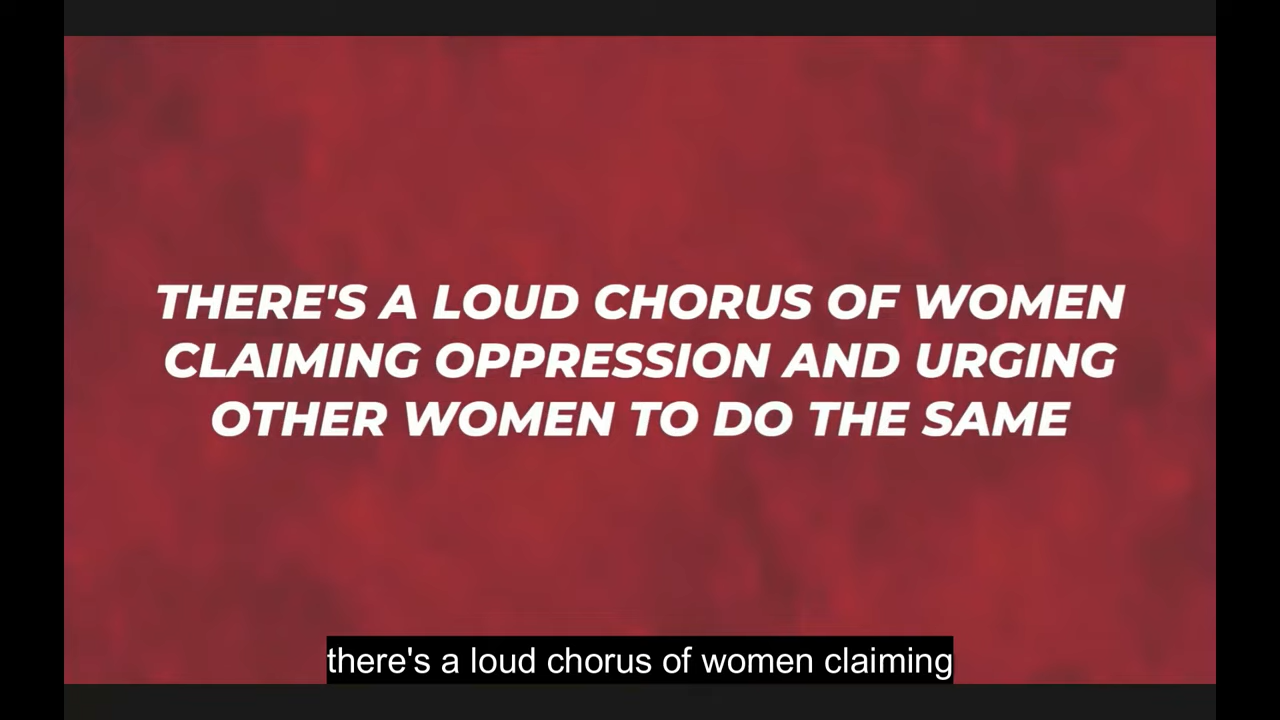 THERE'S A LOUD CHORUS OF WOMEN
CLAIMING OPPRESSION AND URGING
OTHER WOMEN TO DO THE SAME
there's a loud chorus of women claiming